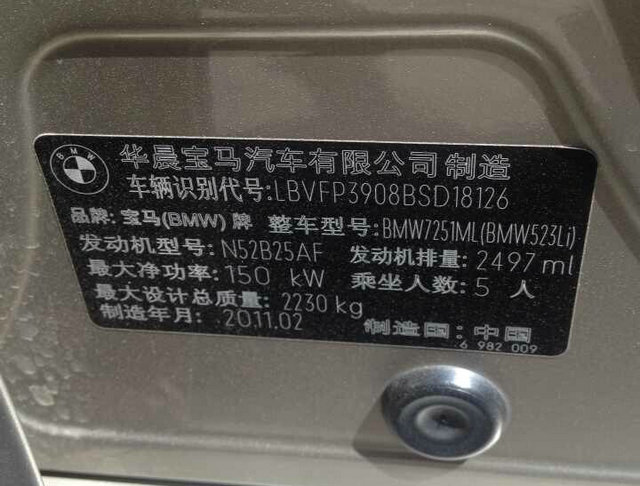 BMW
华晨宝马汽车有限公司制造
车辆识别代号:LBVFP3908BSD18126
品牌: 宝马(BMW) 牌 整车型号:BMW7251ML(BMW523Li)
发动机型号: N52B25AF 发动机排量: 2497 ml
最大净功率: 150 kW 乘坐人数: 5 人
最大设计总质量: 2230 kg
制造年月: 2011.02 制造国: 中国
6 982 009